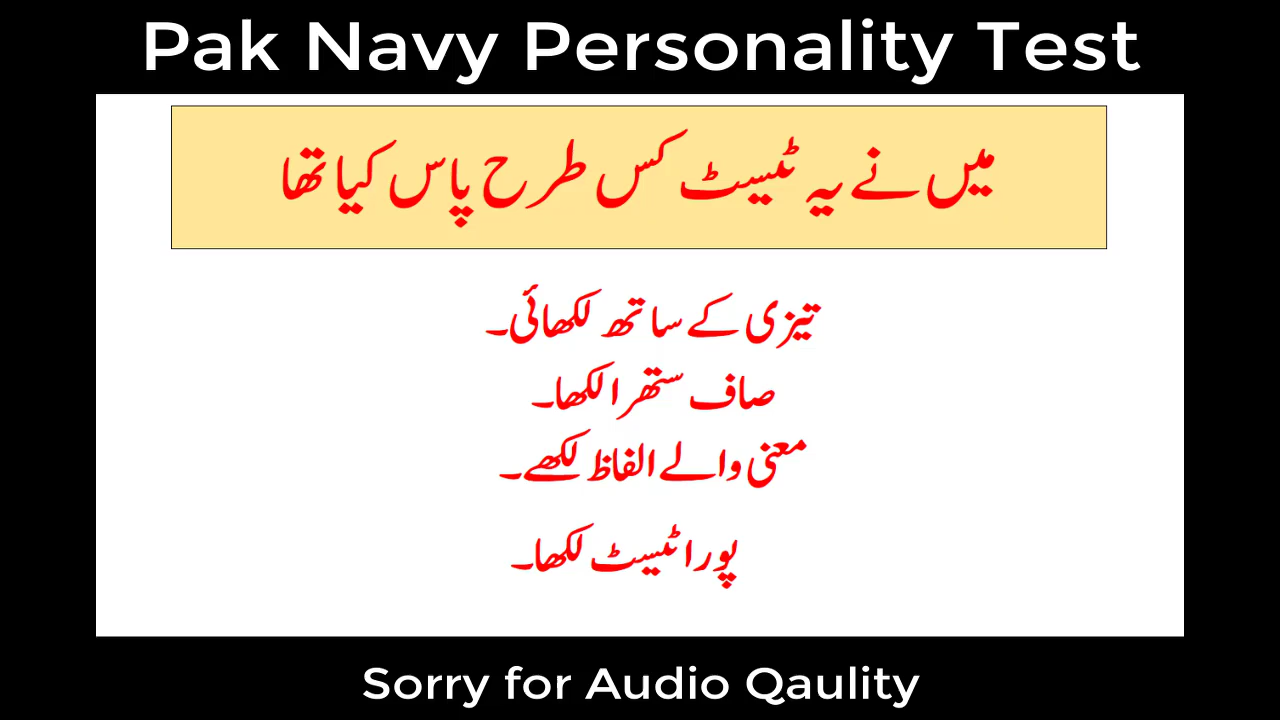 Pak Navy Personality Test
میں نے یہ ٹیسٹ کس طرح پاس کیا تھا
تیزی کے ساتھ لکھائی۔
صاف ستھرا لکھا۔
معنی والے الفاظ لکھے۔
پورا ٹیسٹ لکھا۔
Sorry for Audio Qaulity